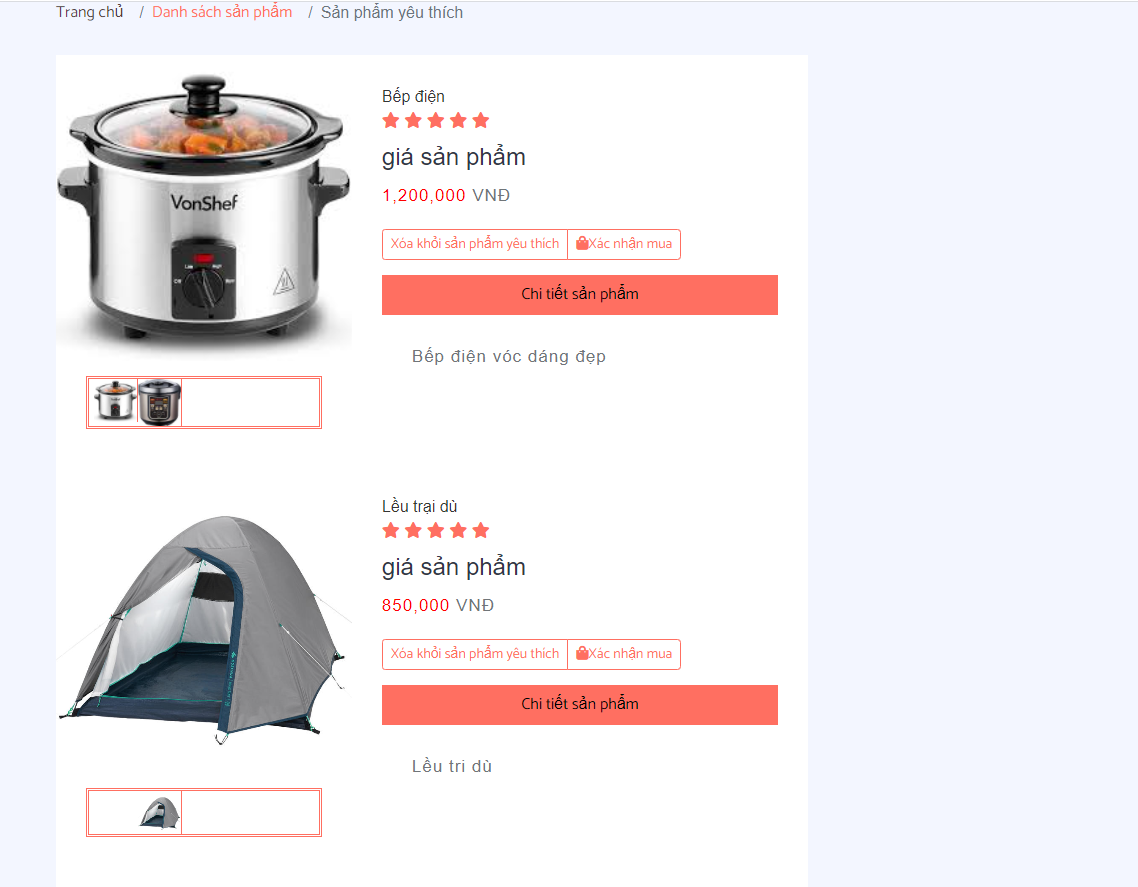 Trang chủ / Danh sách sản phẩm / Sản phẩm yêu thích
Bếp điện
giá sản phẩm
1,200,000 VNĐ
Xóa khỏi sản phẩm yêu thích Xác nhận mua
Chi tiết sản phẩm
Bếp điện vóc dáng đẹp
VonShef
Lều trại dù
giá sản phẩm
850,000 VNĐ
Xóa khỏi sản phẩm yêu thích Xác nhận mua
Chi tiết sản phẩm
Lều tri dù